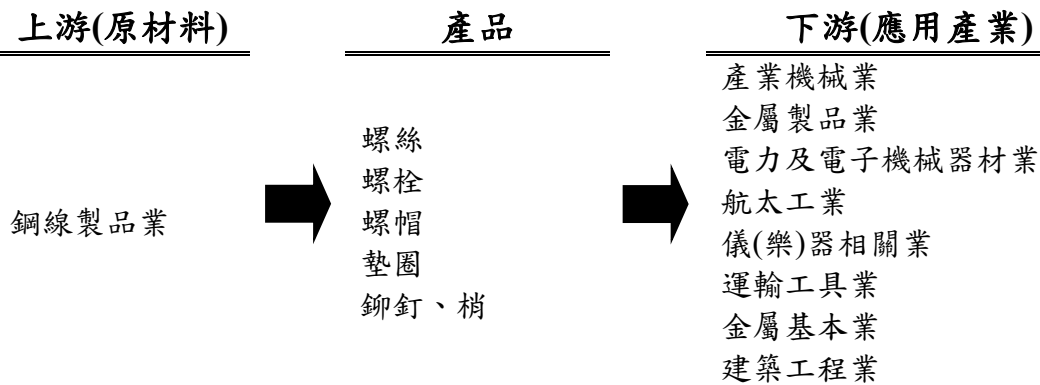 上游(原材料)
產品
下游(應用產業)
鋼線製品業
螺絲
螺栓
螺帽
墊圈
鉚釘、梢
產業機械業
金屬製品業
電力及電子機械器材業
航太工業
儀(樂)器相關業
運輸工具業
金屬基本業
建築工程業